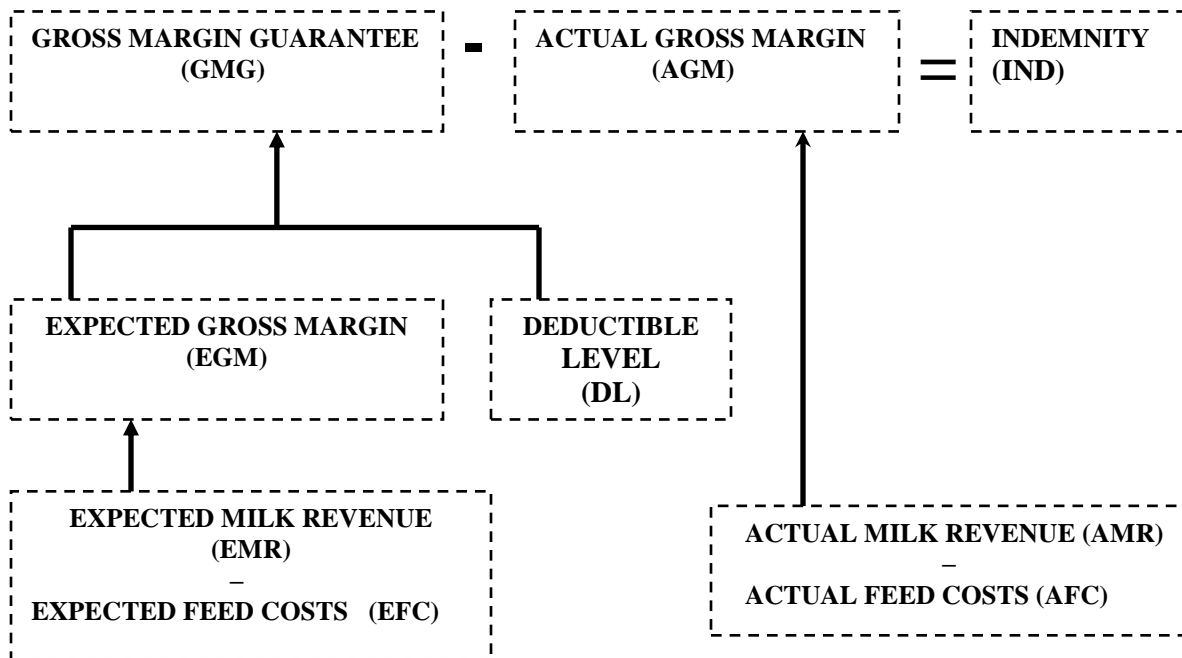 GROSS MARGIN GUARANTEE
(GMG)
-
ACTUAL GROSS MARGIN
(AGM)
=
INDEMNITY
(IND)
EXPECTED GROSS MARGIN
(EGM)
DEDUCTIBLE
LEVEL
(DL)
EXPECTED MILK REVENUE
(EMR)
–
EXPECTED FEED COSTS (EFC)
ACTUAL MILK REVENUE (AMR)
–
ACTUAL FEED COSTS (AFC)